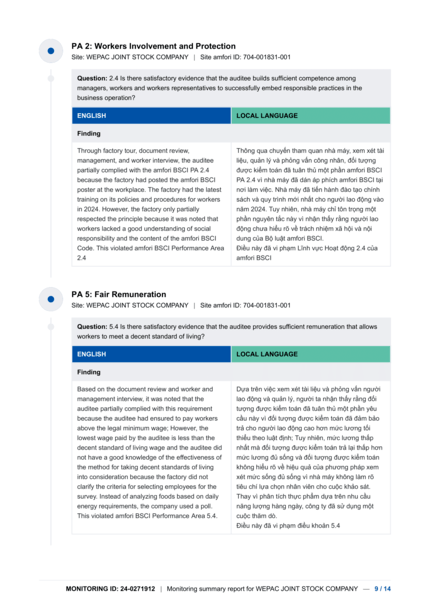 PA 2: Workers Involvement and Protection
Site: WEPAC JOINT STOCK COMPANY | Site amfori ID: 704-001831-001
Question: 2.4 Is there satisfactory evidence that the auditee builds sufficient competence among
managers, workers and workers representatives to successfully embed responsible practices in the
business operation?
ENGLISH
LOCAL LANGUAGE
Finding
Through factory tour, document review,
management, and worker interview, the auditee
partially complied with the amfori BSCI PA 2.4
because the factory had posted the amfori BSCI
poster at the workplace. The factory had the latest
training on its policies and procedures for workers
in 2024. However, the factory only partially
respected the principle because it was noted that
workers lacked a good understanding of social
responsibility and the content of the amfori BSCI
Code. This violated amfori BSCI Performance Area
2.4
Thông qua chuyến tham quan nhà máy, xem xét tài
liệu, quản lý và phỏng vấn công nhân, đối tượng
được kiểm toán đã tuân thủ một phần amfori BSCI
PA 2.4 vì nhà máy đã dán áp phích amfori BSCI tại
nơi làm việc. Nhà máy đã tiến hành đào tạo chính
sách và quy trình mới nhất cho người lao động vào
năm 2024. Tuy nhiên, nhà máy chỉ tôn trọng một
phần nguyên tắc này vì nhận thấy rằng người lao
động chưa hiểu rõ về trách nhiệm xã hội và nội
dung của Bộ luật amfori BSCI.
Điều này đã vi phạm Lĩnh vực Hoạt động 2.4 của
amfori BSCI
PA 5: Fair Remuneration
Site: WEPAC JOINT STOCK COMPANY | Site amfori ID: 704-001831-001
Question: 5.4 Is there satisfactory evidence that the auditee provides sufficient remuneration that allows
workers to meet a decent standard of living?
ENGLISH
LOCAL LANGUAGE
Finding
Based on the document review and worker and
management interview, it was noted that the
auditee partially complied with this requirement
because the auditee had ensured to pay workers
above the legal minimum wage; However, the
lowest wage paid by the auditee is less than the
decent standard of living wage and the auditee did
not have a good knowledge of the effectiveness of
the method for taking decent standards of living
into consideration because the factory did not
clarify the criteria for selecting employees for the
survey. Instead of analyzing foods based on daily
energy requirements, the company used a poll.
This violated amfori BSCI Performance Area 5.4.
Dựa trên việc xem xét tài liệu và phỏng vấn người
lao động và quản lý, người ta nhận thấy rằng đối
tượng được kiểm toán đã tuân thủ một phần yêu
cầu này vì đối tượng được kiểm toán đã đảm bảo
trả cho người lao động cao hơn mức lương tối
thiểu theo luật định; Tuy nhiên, mức lương thấp
nhất mà đối tượng được kiểm toán trả lại thấp hơn
mức lương đủ sống và đối tượng được kiểm toán
không hiểu rõ về hiệu quả của phương pháp xem
xét mức sống đủ sống vì nhà máy không làm rõ
tiêu chí lựa chọn nhân viên cho cuộc khảo sát.
Thay vì phân tích thực phẩm dựa trên nhu cầu
năng lượng hàng ngày, công ty đã sử dụng một
cuộc thăm dò.
Điều này đã vi phạm điều khoản 5.4
MONITORING ID: 24-0271912 | Monitoring summary report for WEPAC JOINT STOCK COMPANY — 9 / 14